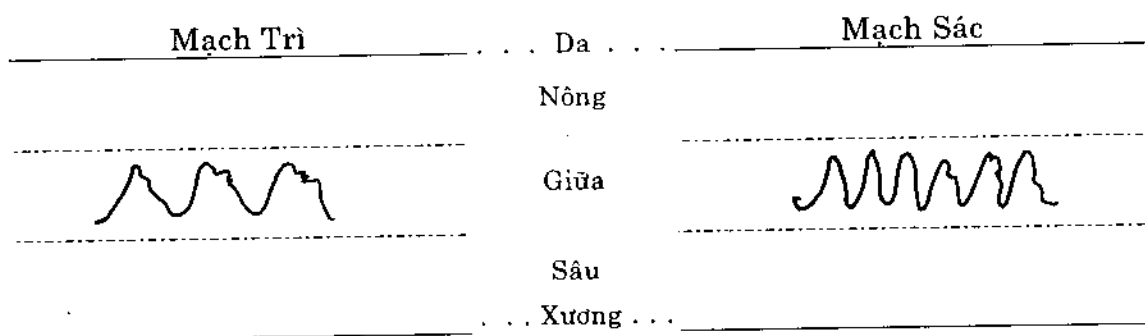 Mạch Trì . . . Da . . . Mạch Sác
Nông
Giữa
Sâu
. . . Xương . . .